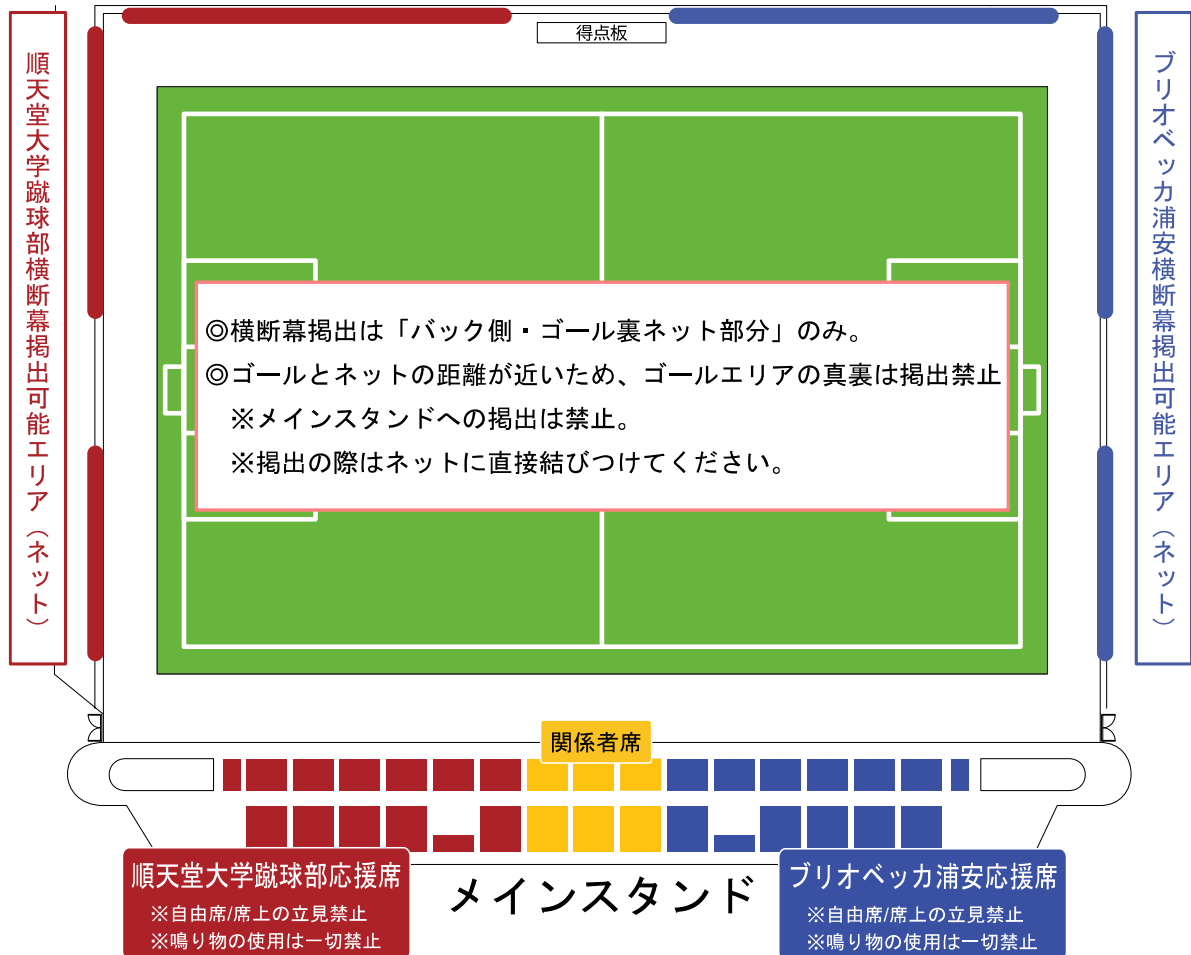 得点板
順天堂大学蹴球部横断幕掲出可能エリア（ネット）
ブリオベッカ浦安横断幕掲出可能エリア（ネット）
◎横断幕掲出は「バック側・ゴール裏ネット部分」のみ。
◎ゴールとネットの距離が近いため、ゴールエリアの真裏は掲出禁止
※メインスタンドへの掲出は禁止。
※掲出の際はネットに直接結びつけてください。
関係者席
順天堂大学蹴球部応援席
※自由席/席上の立見禁止
※鳴り物の使用は一切禁止
メインスタンド
ブリオベッカ浦安応援席
※自由席/席上の立見禁止
※鳴り物の使用は一切禁止